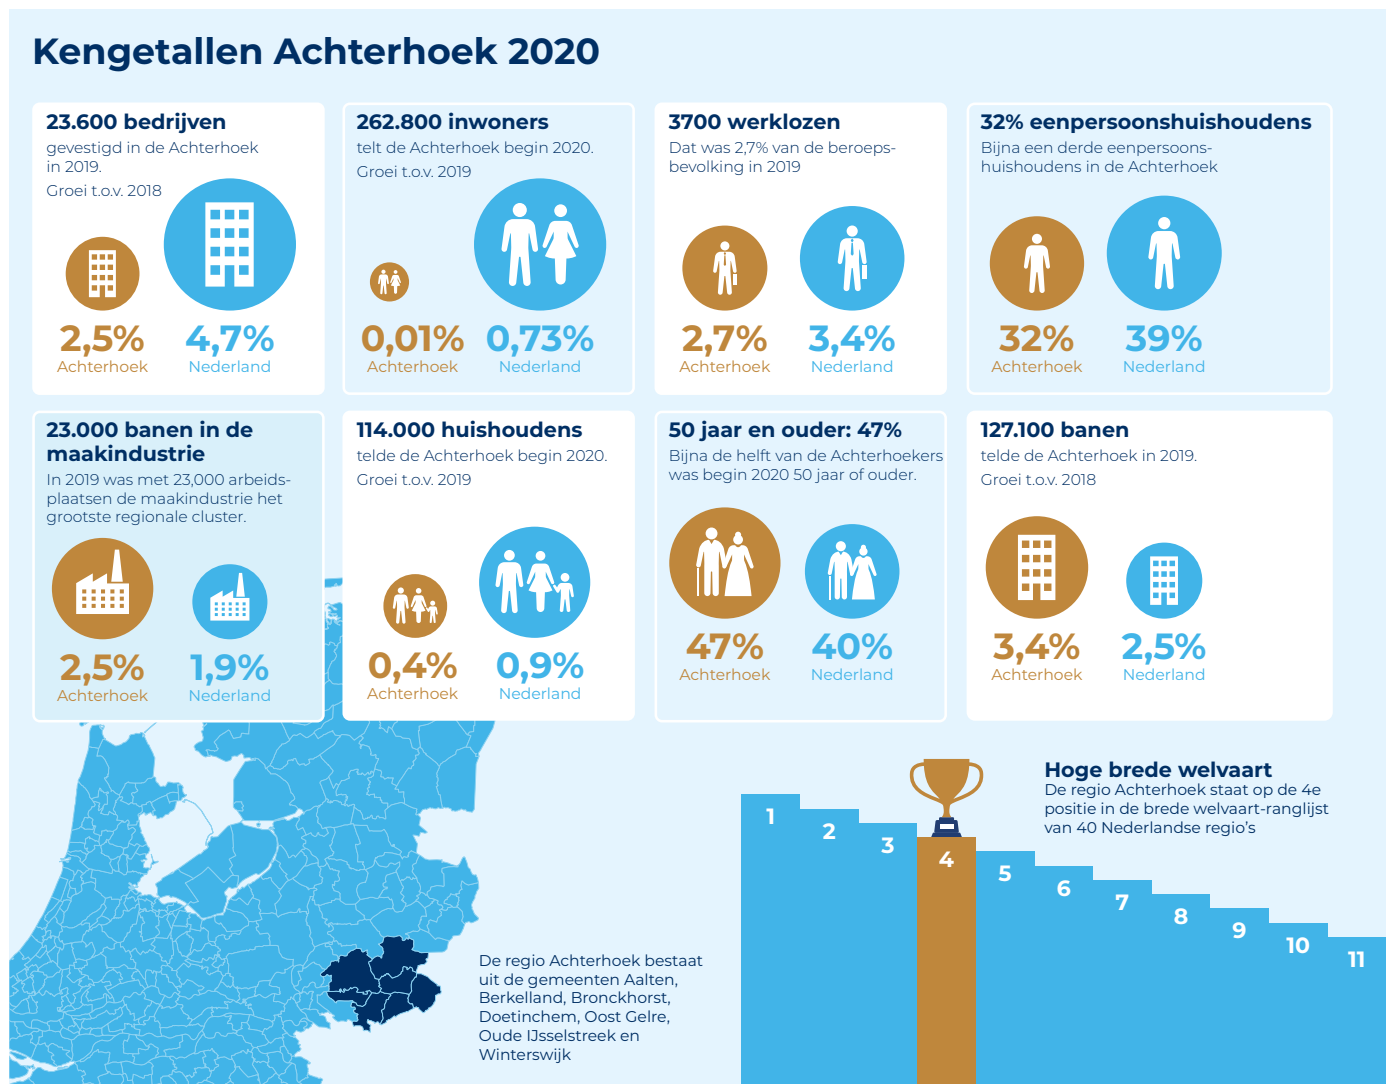 Kengetallen Achterhoek 2020
23.600 bedrijven
gevestigd in de Achterhoek
in 2019.
Groei t.o.v. 2018
2,5%
Achterhoek
4,7%
Nederland
262.800 inwoners
telt de Achterhoek begin 2020.
Groei t.o.v. 2019
0,01%
Achterhoek
0,73%
Nederland
3700 werklozen
Dat was 2,7% van de beroeps-
bevolking in 2019
2,7%
Achterhoek
3,4%
Nederland
32% eenpersoonshuishoudens
Bijna een derde eenpersoons-
huishoudens in de Achterhoek
32%
Achterhoek
39%
Nederland
23.000 banen in de
maakindustrie
In 2019 was met 23,000 arbeids-
plaatsen de maakindustrie het
grootste regionale cluster.
2,5%
Achterhoek
1,9%
Nederland
114.000 huishoudens
telde de Achterhoek begin 2020.
Groei t.o.v. 2019
0,4%
Achterhoek
0,9%
Nederland
50 jaar en ouder: 47%
Bijna de helft van de Achterhoekers
was begin 2020 50 jaar of ouder.
47%
Achterhoek
40%
Nederland
127.100 banen
telde de Achterhoek in 2019.
Groei t.o.v. 2018
3,4%
Achterhoek
2,5%
Nederland
De regio Achterhoek bestaat
uit de gemeenten Aalten,
Berkelland, Bronckhorst,
Doetinchem, Oost Gelre,
Oude IJsselstreek en
Winterswijk
Hoge brede welvaart
De regio Achterhoek staat op de 4e
positie in de brede welvaart-ranglijst
van 40 Nederlandse regio's
1
2
3
4
5
6
7
8
9
10
11